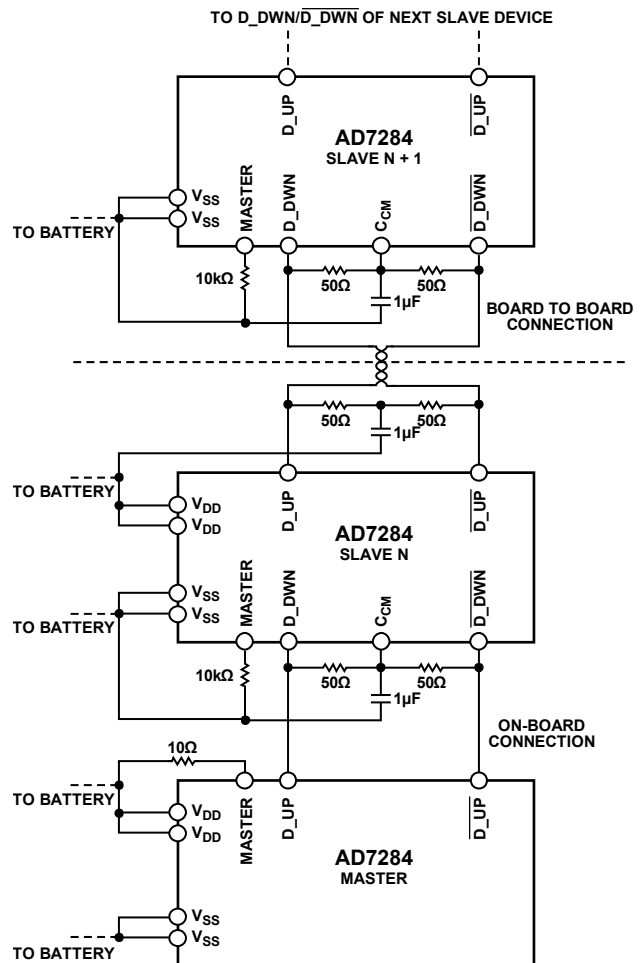 TO D_DWN/D_DWN OF NEXT SLAVE DEVICE
D_UP
D_UP
AD7284
SLAVE N + 1
VSS
VSS
TO BATTERY
MASTER
D_DWN
CCM
D_DWN
10kΩ
50Ω
50Ω
1µF
BOARD TO BOARD
CONNECTION
50Ω
50Ω
1µF
TO BATTERY
VDD
VDD
D_UP
D_UP
AD7284
SLAVE N
VSS
VSS
TO BATTERY
MASTER
D_DWN
CCM
D_DWN
10kΩ
50Ω
50Ω
1µF
ON-BOARD
CONNECTION
10Ω
TO BATTERY
VDD
VDD
MASTER
D_UP
D_UP
AD7284
MASTER
VSS
VSS
TO BATTERY